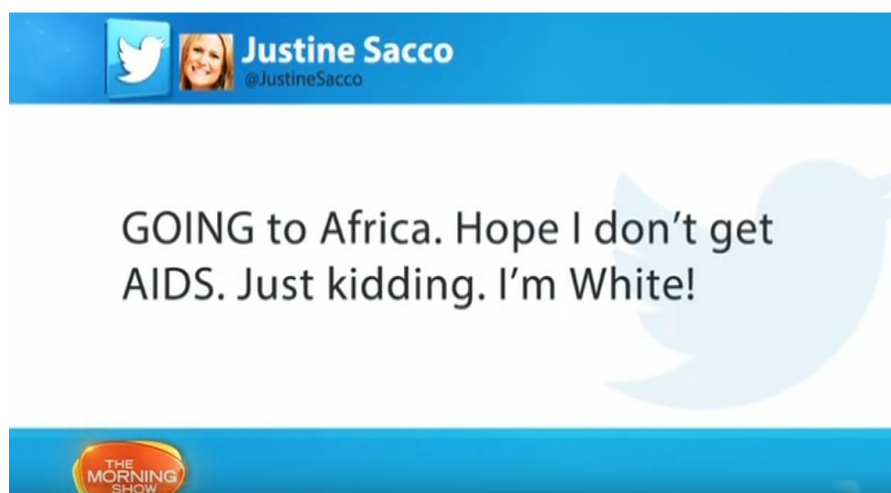 Justine Sacco
@JustineSacco
GOING to Africa. Hope I don't get
AIDS. Just kidding. I'm White!
THE
MORNING
SHOW